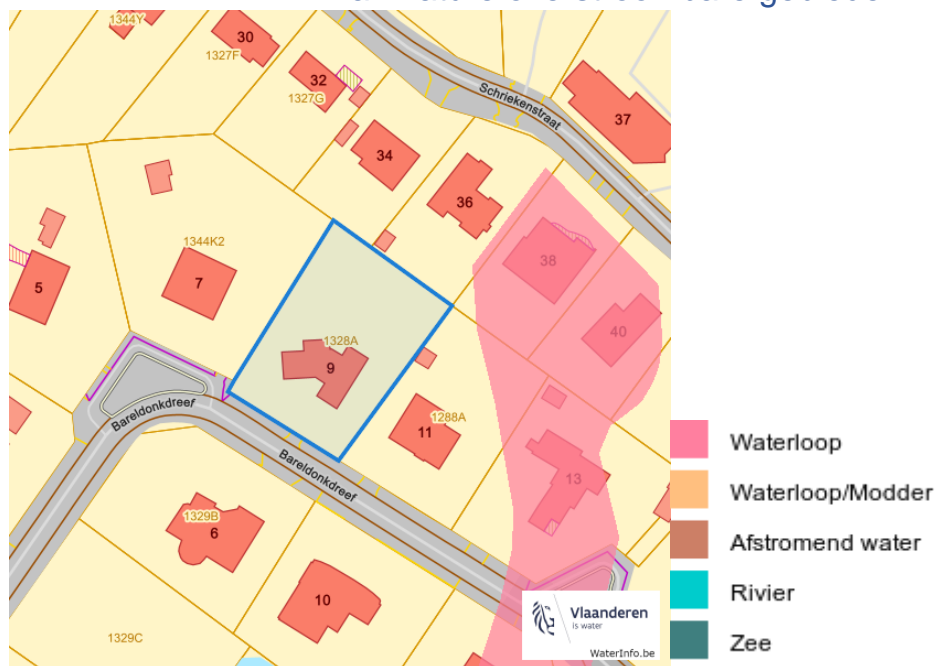 1344Y
30
1327F
32
1327G
Schriekenstraat
37
34
36
1344K2
38
5
7
40
1328A
9
Bareldonkdreef
1288A
11
Waterloop
Bareldonkdreef
13
Waterloop/Modder
1329B
6
Afstromend water
10
Rivier
Vlaanderen
is water
1329C
Zee
WaterInfo.be